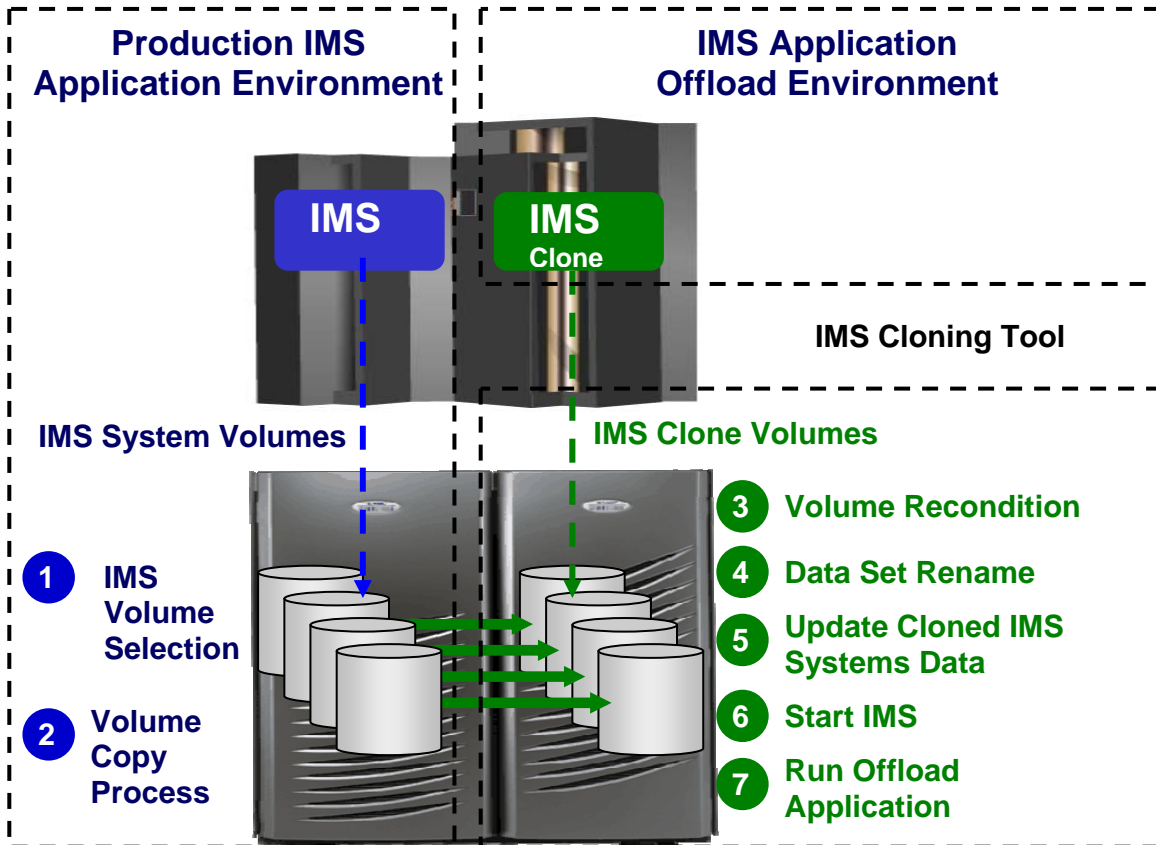 Production IMS
Application Environment
IMS Application
Offload Environment
IMS
IMS
Clone
IMS Cloning Tool
IMS System Volumes
IMS Clone Volumes
1 IMS
Volume
Selection
2 Volume
Copy
Process
3 Volume Recondition
4 Data Set Rename
5 Update Cloned IMS
Systems Data
6 Start IMS
7 Run Offload
Application